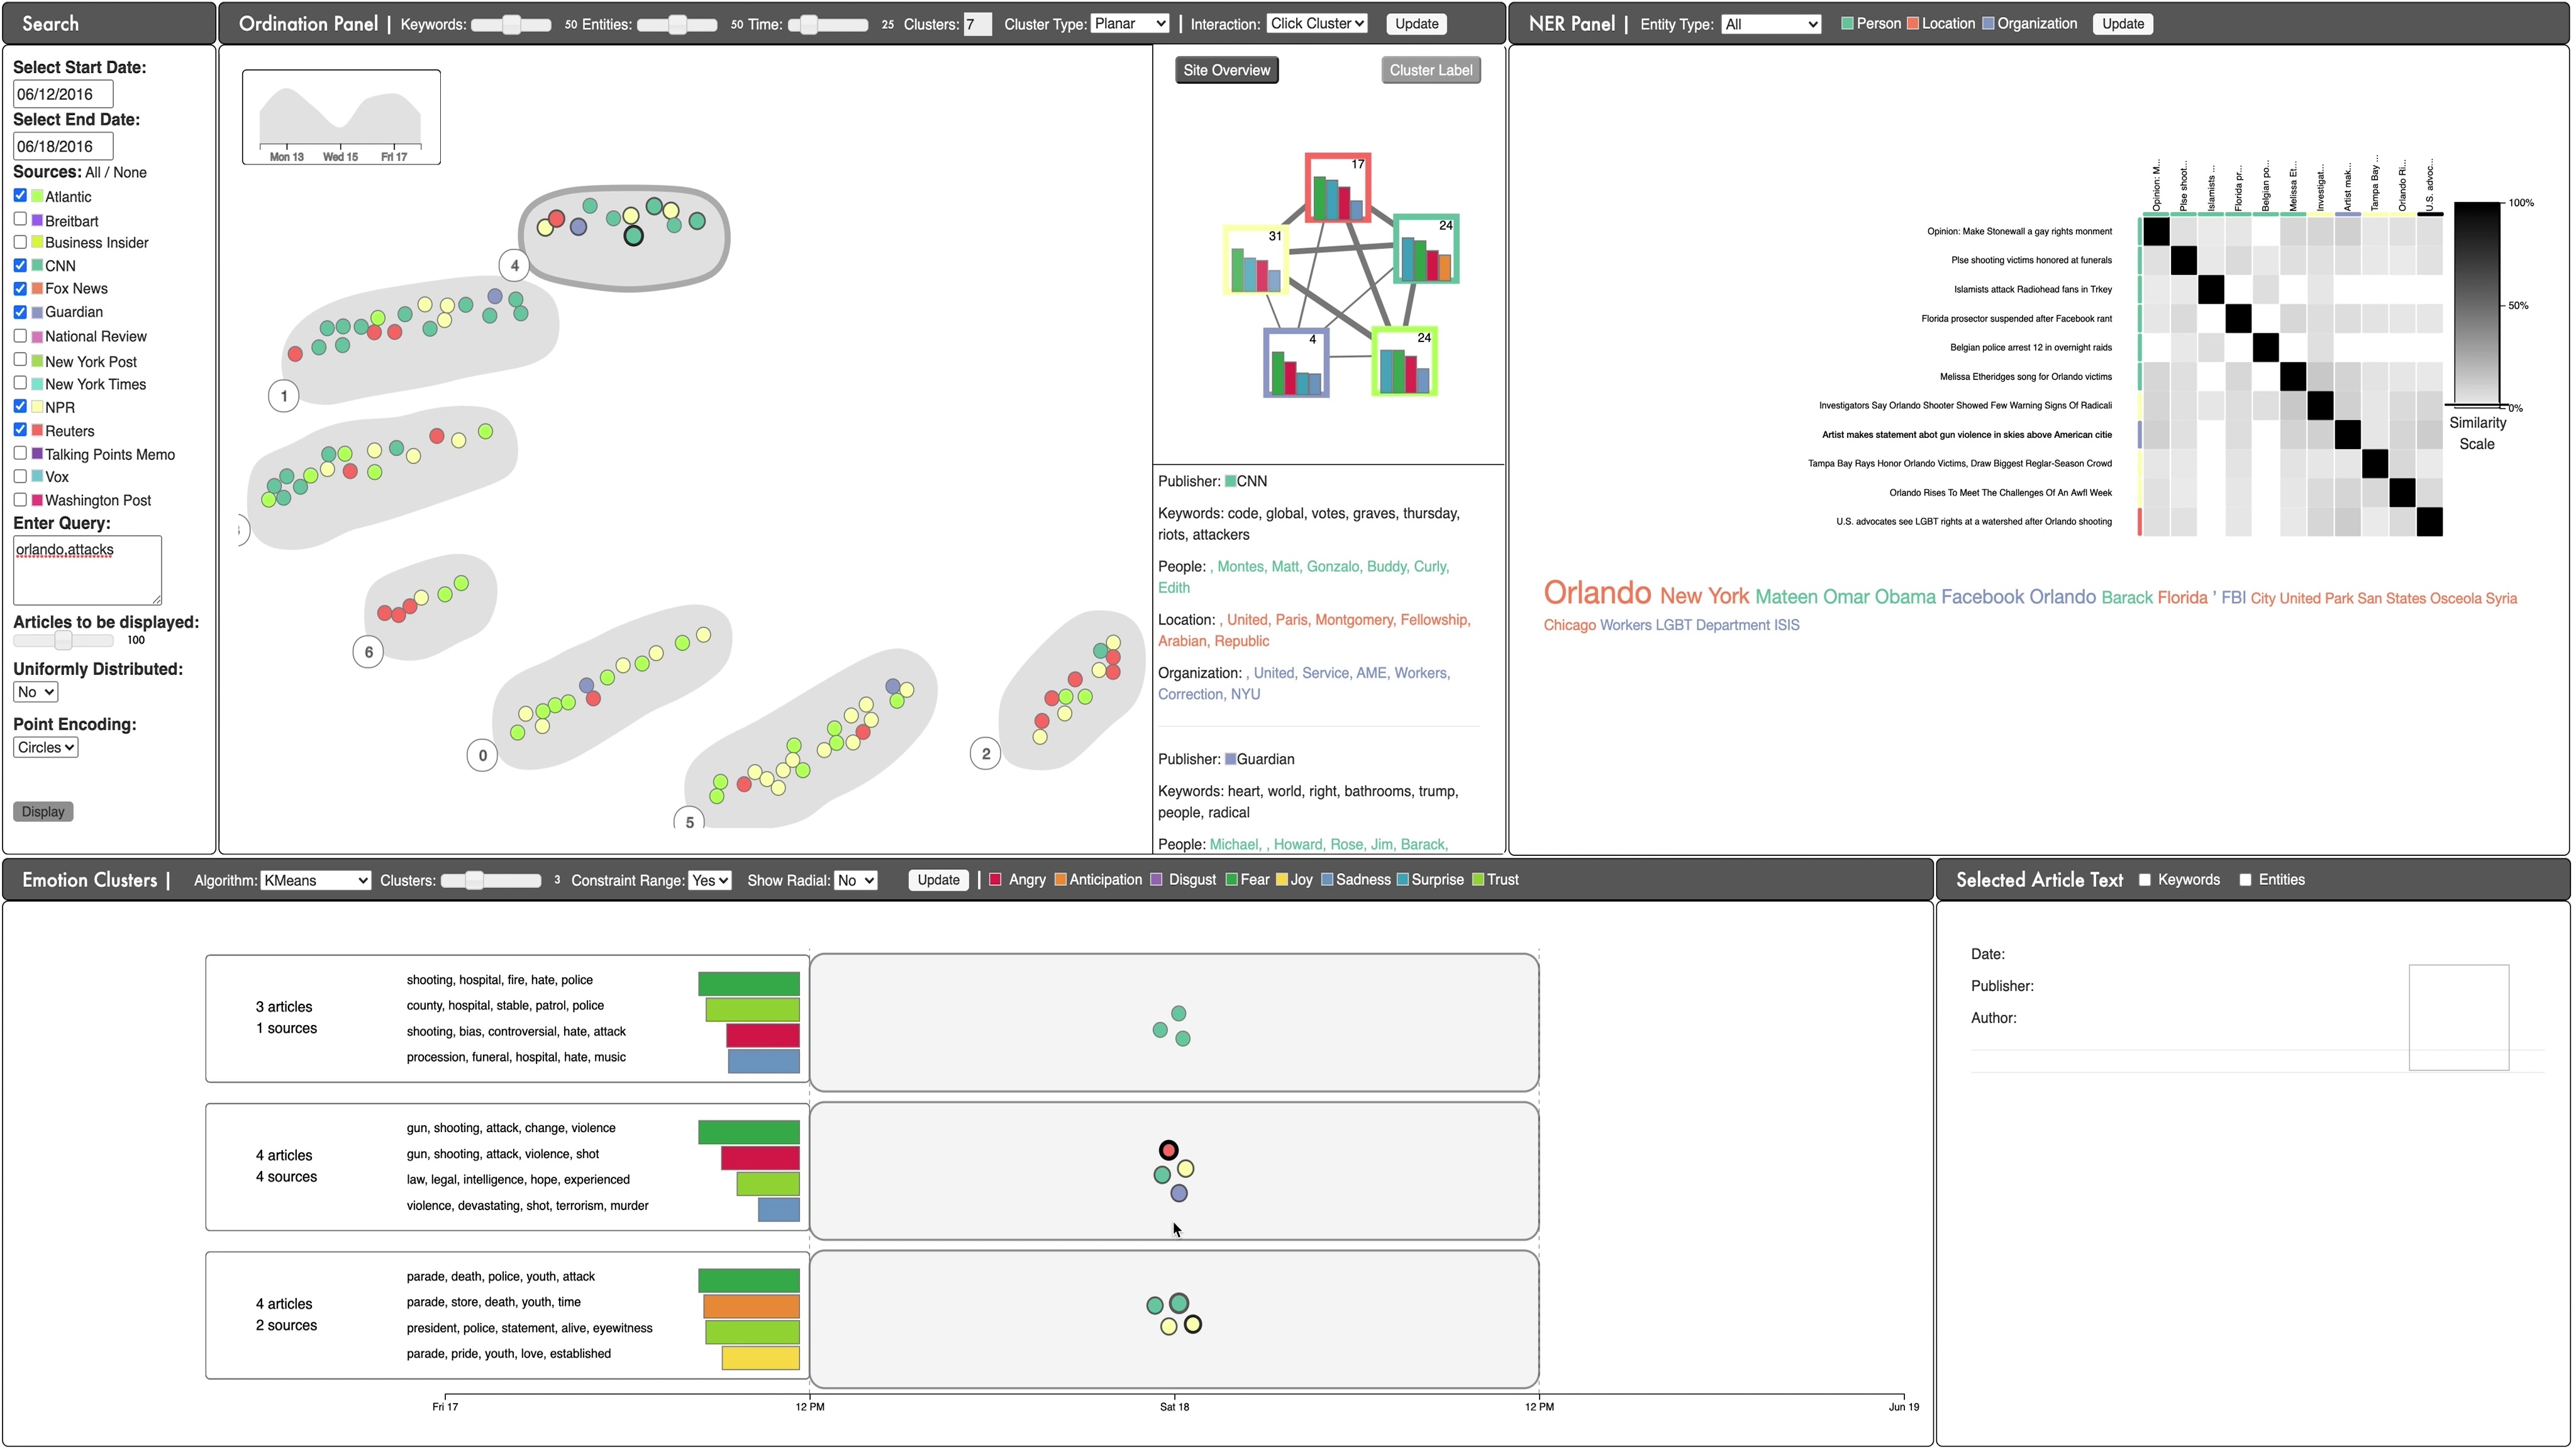 Search
Select Start Date:
06/12/2016
Select End Date:
06/18/2016
Sources: All / None
Atlantic
Breitbart
Business Insider
CNN
Fox News
Guardian
National Review
New York Post
New York Times
NPR
Reuters
Talking Points Memo
Vox
Washington Post
Enter Query:
orlando,attacks
Articles to be displayed:
100
Uniformly Distributed:
No
Point Encoding:
Circles
Display
Ordination Panel | Keywords: 50 Entities: 50 Time: 25 Clusters: 7 Cluster Type: Planar | Interaction: Click Cluster Update
Mon 13 Wed 15 Fri 17
4
1
6
0
5
2
Site Overview Cluster Label
17
24
31
4
24
Publisher: CNN
Keywords: code, global, votes, graves, thursday,
riots, attackers
People: , Montes, Matt, Gonzalo, Buddy, Curly,
Edith
Location: , United, Paris, Montgomery, Fellowship,
Arabian, Republic
Organization: , United, Service, AME, Workers,
Correction, NYU
Publisher: Guardian
Keywords: heart, world, right, bathrooms, trump,
people, radical
People: Michael, , Howard, Rose, Jim, Barack,
NER Panel | Entity Type: All Person Location Organization Update
Opinion: M...
Plse shoot...
Islamists ...
Florida pr...
Belgian po...
Melissa Et...
Investigat...
Artist mak...
Tampa Bay ...
Orlando Ri...
U.S. advoc...
Opinion: Make Stonewall a gay rights monment
Plse shooting victims honored at funerals
Islamists attack Radiohead fans in Trkey
Florida prosector suspended after Facebook rant
Belgian police arrest 12 in overnight raids
Melissa Etheridges song for Orlando victims
Investigators Say Orlando Shooter Showed Few Warning Signs Of Radicali
Artist makes statement abot gun violence in skies above American citie
Tampa Bay Rays Honor Orlando Victims, Draw Biggest Reglar-Season Crowd
Orlando Rises To Meet The Challenges Of An Awfl Week
U.S. advocates see LGBT rights at a watershed after Orlando shooting
100%
50%
0%
Similarity
Scale
Orlando New York Mateen Omar Obama Facebook Orlando Barack Florida ' FBI City United Park San States Osceola Syria
Chicago Workers LGBT Department ISIS
Emotion Clusters | Algorithm: KMeans Clusters: 3 Constraint Range: Yes Show Radial: No Update | Angry Anticipation Disgust Fear Joy Sadness Surprise Trust
3 articles
1 sources
shooting, hospital, fire, hate, police
county, hospital, stable, patrol, police
shooting, bias, controversial, hate, attack
procession, funeral, hospital, hate, music
4 articles
4 sources
gun, shooting, attack, change, violence
gun, shooting, attack, violence, shot
law, legal, intelligence, hope, experienced
violence, devastating, shot, terrorism, murder
4 articles
2 sources
parade, death, police, youth, attack
parade, store, death, youth, time
president, police, statement, alive, eyewitness
parade, pride, youth, love, established
Fri 17 12 PM Sat 18 12 PM Jun 19
Selected Article Text Keywords Entities
Date:
Publisher:
Author: